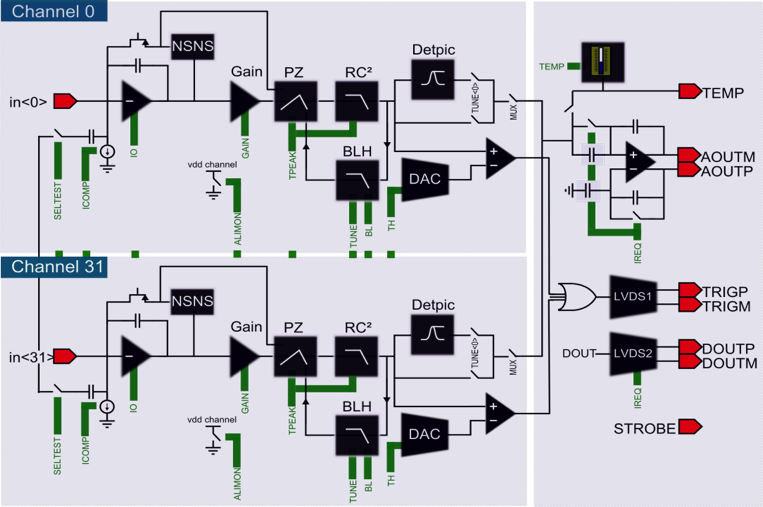 Channel 0
NSNS
in<0>
IO
SELTEST
ICOMP
Gain
GAIN
vdd channel
ALIMON
PZ
RC²
TPEAK
BLH
TUNE
BL
Detpic
TUNE<0>
MUX
DAC
TH
TEMP
TEMP
AOUTM
AOUTP
IREQ
Channel 31
NSNS
in<31>
IO
SELTEST
ICOMP
Gain
GAIN
vdd channel
ALIMON
PZ
RC²
TPEAK
BLH
TUNE
BL
Detpic
TUNE<0>
MUX
DAC
TH
LVDS1
TRIGP
TRIGM
DOUT
LVDS2
DOUTP
DOUTM
IREQ
STROBE